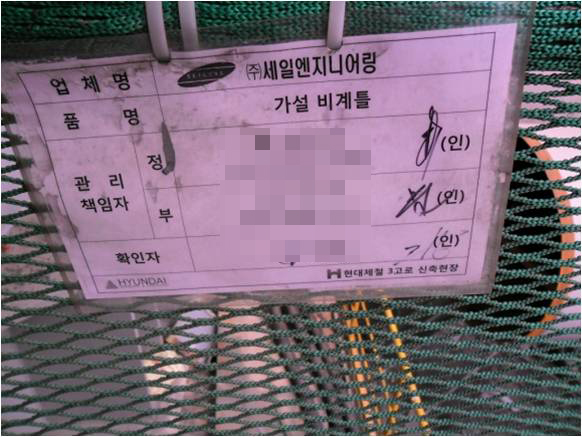 업체명 SEILENG ㈜세일엔지니어링
품명 가설 비계틀
관리 책임자 정 (인)
부 (인)
확인자 (인)
HYUNDAI H현대제철 3고로 신축현장